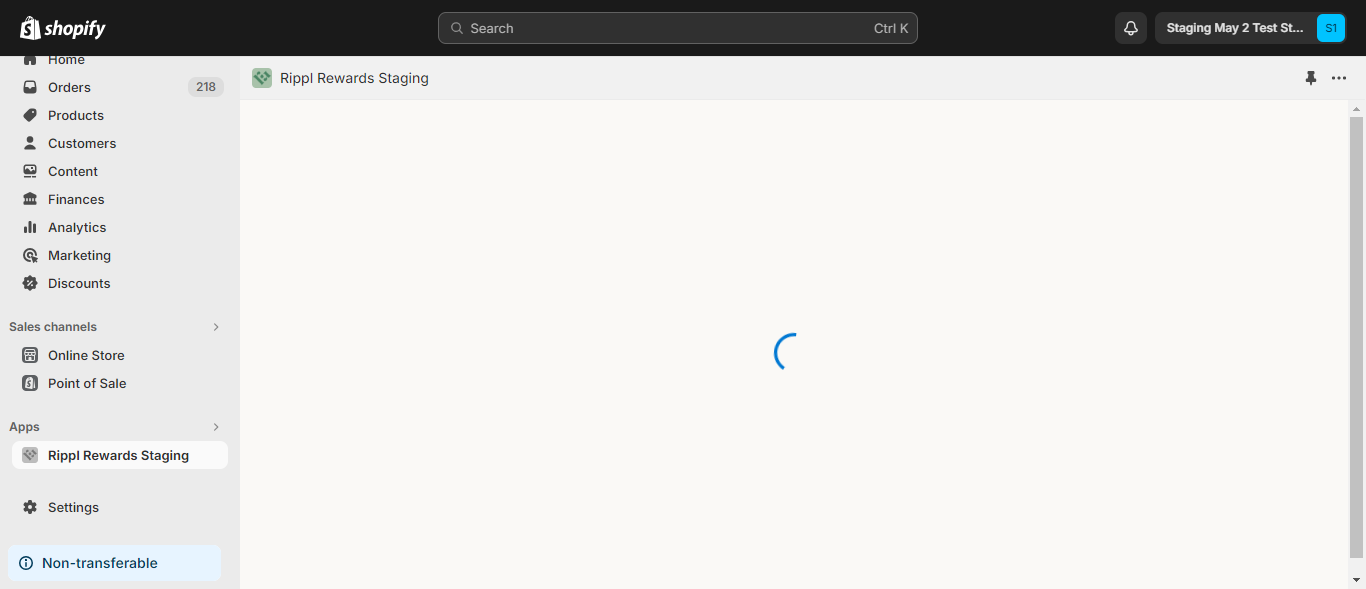 shopify
Search
Ctrl K
Staging May 2 Test St...
S1
Home
Orders
218
Products
Customers
Content
Finances
Analytics
Marketing
Discounts
Sales channels
Online Store
Point of Sale
Apps
Rippl Rewards Staging
Settings
Non-transferable
Rippl Rewards Staging